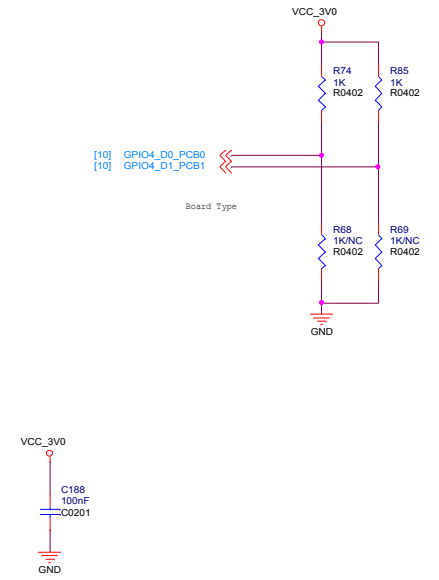 VCC_3V0
R74
1K
R0402
R85
1K
R0402
[10] GPIO4_D0_PCB0
[10] GPIO4_D1_PCB1
Board Type
R68
1K/NC
R0402
R69
1K/NC
R0402
GND
VCC_3V0
C188
100nF
C0201
GND